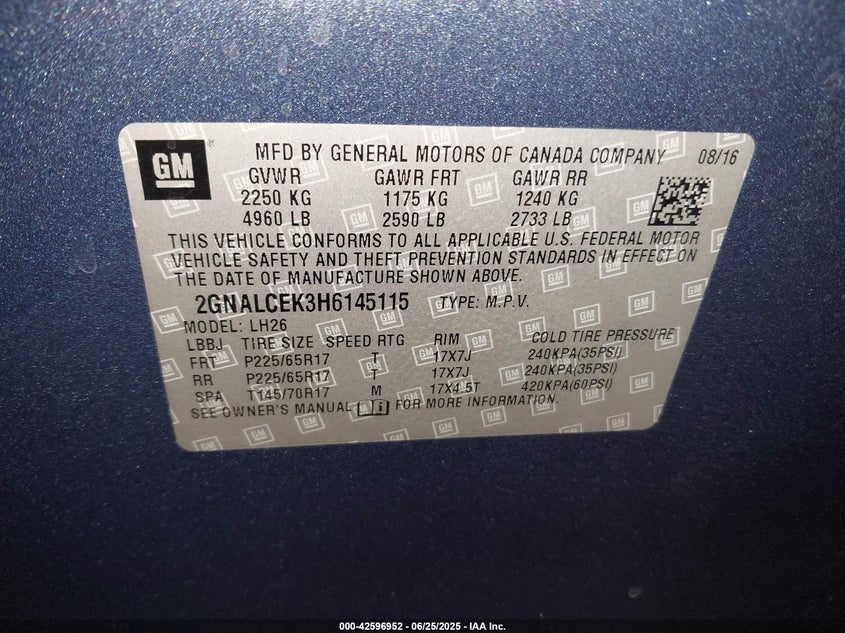 GM MFD BY GENERAL MOTORS OF CANADA COMPANY 08/16
GVWR GAWR FRT GAWR RR
2250 KG 1175 KG 1240 KG
4960 LB 2590 LB 2733 LB
THIS VEHICLE CONFORMS TO ALL APPLICABLE U.S. FEDERAL MOTOR
VEHICLE SAFETY AND THEFT PREVENTION STANDARDS IN EFFECT ON
THE DATE OF MANUFACTURE SHOWN ABOVE.
2GNALCEK3H6145115 TYPE: M.P.V.
MODEL: LH26
LBBJ TIRE SIZE SPEED RTG RIM COLD TIRE PRESSURE
FRT P225/65R17 T 17X7J 240KPA(35PSI)
RR P225/65R17 T 17X7J 240KPA(35PSI)
SPA T145/70R17 M 17X4.5T 420KPA(60PSI)
SEE OWNER'S MANUAL i FOR MORE INFORMATION.
000-42596952 - 06/25/2025 - IAA Inc.